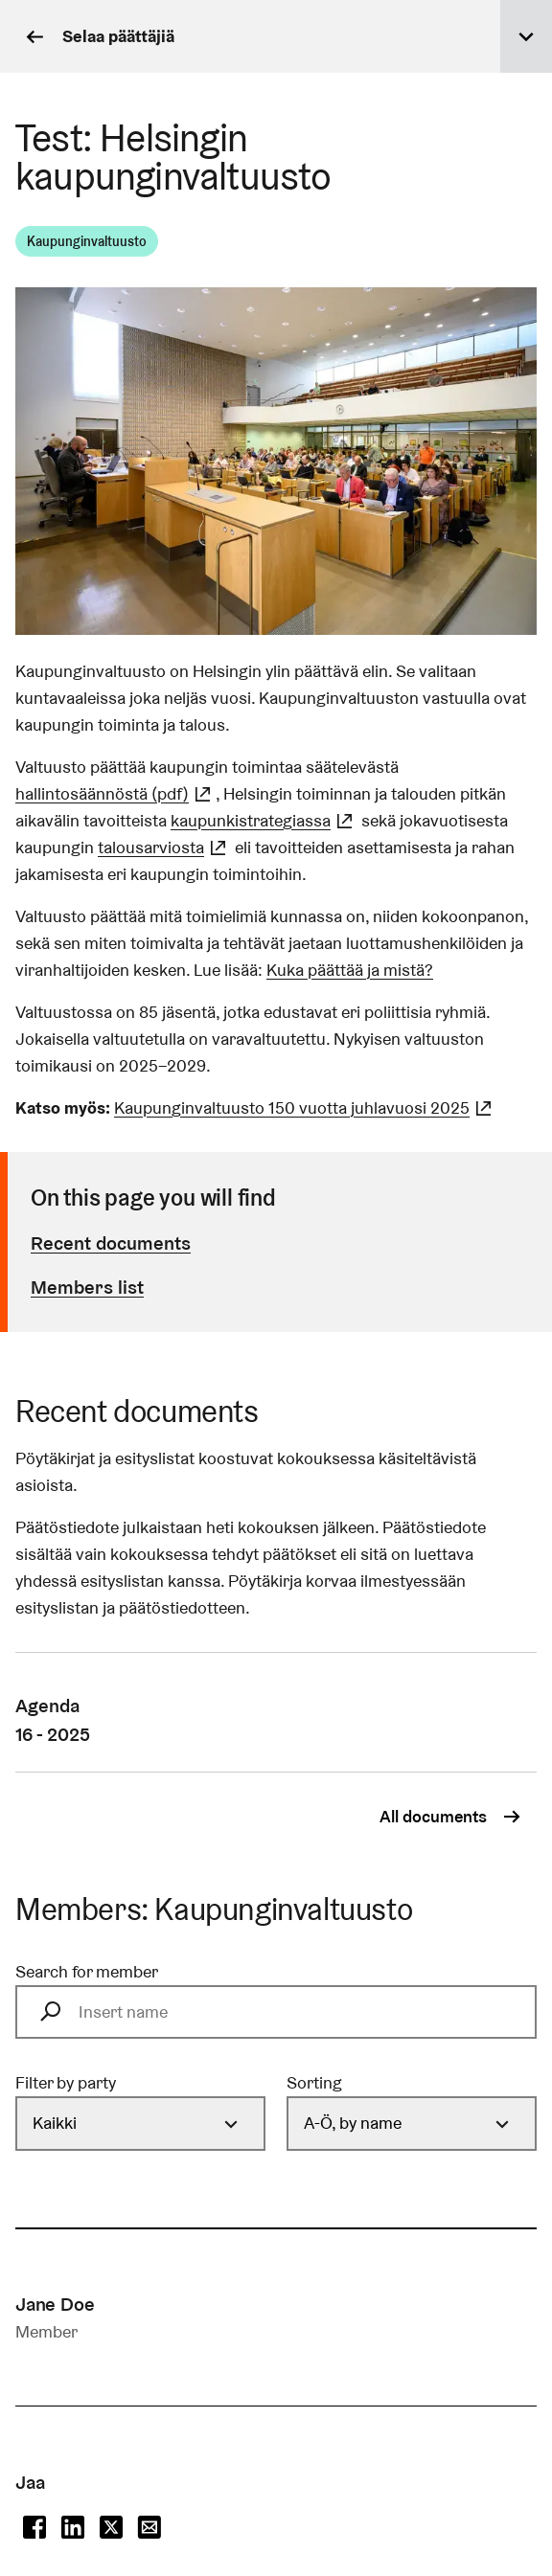 Selaa päättäjiä
Test: Helsingin
kaupunginvaltuusto
Kaupunginvaltuusto
Kaupunginvaltuusto on Helsingin ylin päättävä elin. Se valitaan
kuntavaaleissa joka neljäs vuosi. Kaupunginvaltuuston vastuulla ovat
kaupungin toiminta ja talous.
Valtuusto päättää kaupungin toimintaa säätelevästä
hallintosäännöstä (pdf) , Helsingin toiminnan ja talouden pitkän
aikavälin tavoitteista kaupunkistrategiassa sekä jokavuotisesta
kaupungin talousarviosta eli tavoitteiden asettamisesta ja rahan
jakamisesta eri kaupungin toimintoihin.
Valtuusto päättää mitä toimielimiä kunnassa on, niiden kokoonpanon,
sekä sen miten toimivalta ja tehtävät jaetaan luottamushenkilöiden ja
viranhaltijoiden kesken. Lue lisää: Kuka päättää ja mistä?
Valtuustossa on 85 jäsentä, jotka edustavat eri poliittisia ryhmiä.
Jokaisella valtuutetulla on varavaltuutettu. Nykyisen valtuuston
toimikausi on 2025–2029.
Katso myös: Kaupunginvaltuusto 150 vuotta juhlavuosi 2025
On this page you will find
Recent documents
Members list
Recent documents
Pöytäkirjat ja esityslistat koostuvat kokouksessa käsiteltävistä
asioista.
Päätöstiedote julkaistaan heti kokouksen jälkeen. Päätöstiedote
sisältää vain kokouksessa tehdyt päätökset eli sitä on luettava
yhdessä esityslistan kanssa. Pöytäkirja korvaa ilmestyessään
esityslistan ja päätöstiedotteen.
Agenda
16 - 2025
All documents
Members: Kaupunginvaltuusto
Search for member
Insert name
Filter by party Sorting
Kaikki A-Ö, by name
Jane Doe
Member
Jaa